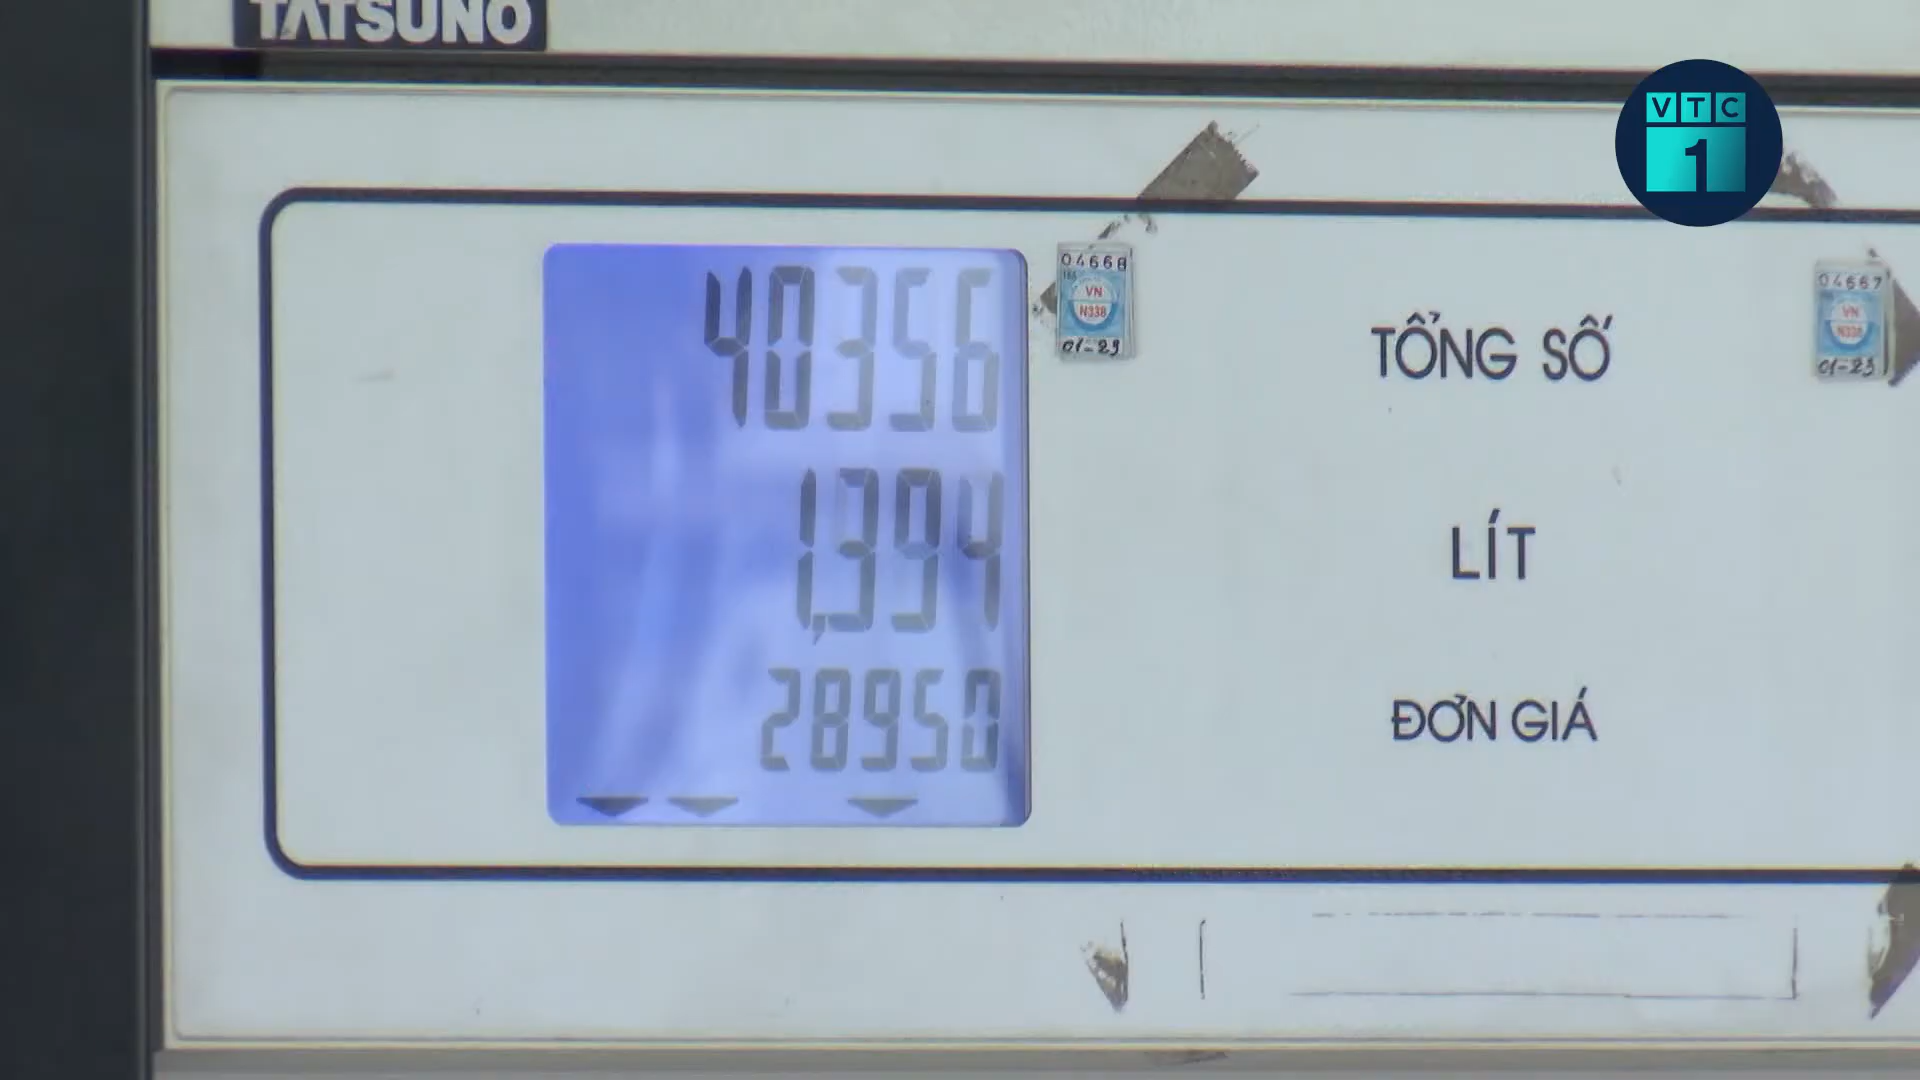 TATSUNO
VTC
1
40356
04668
VN
N338
01-23
TỔNG SỐ
04667
VN
N338
01-23
1,394
LÍT
28950
ĐƠN GIÁ